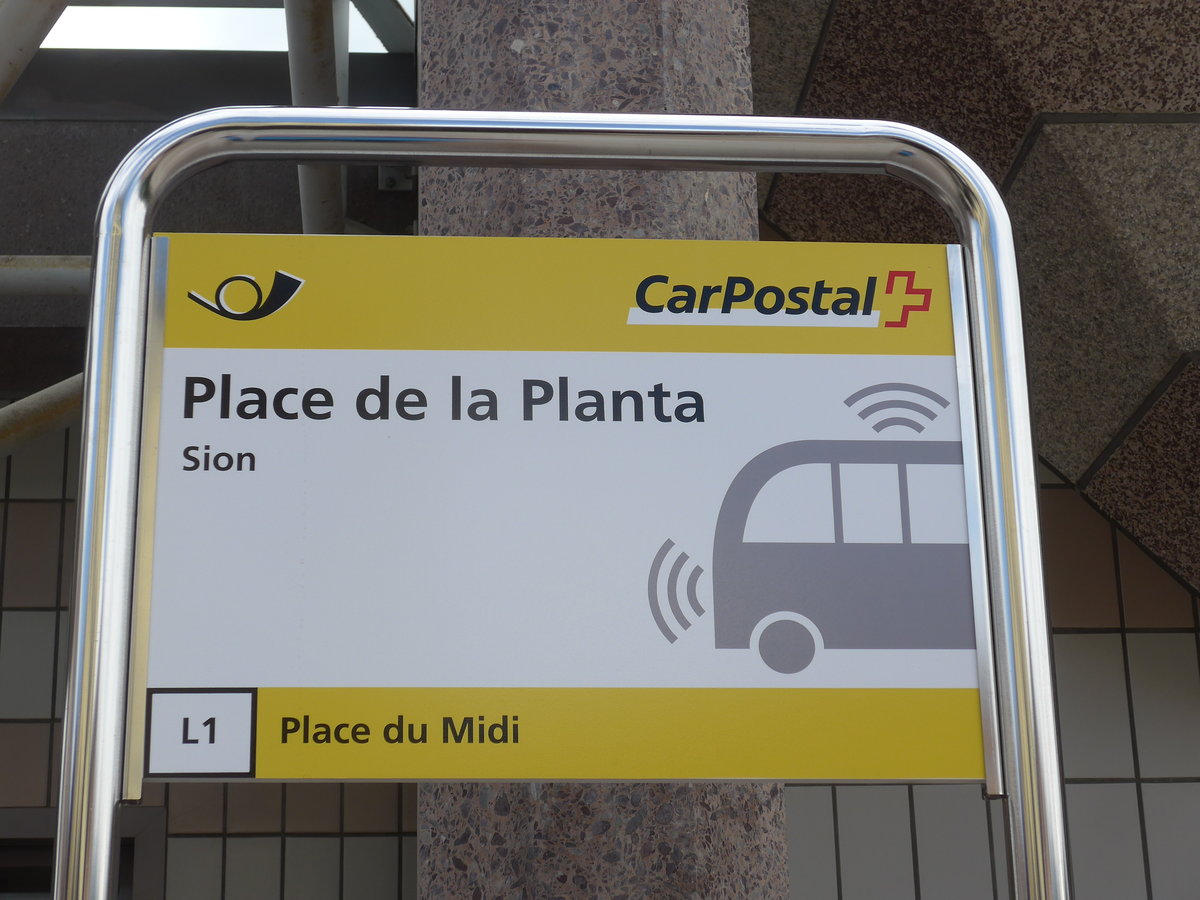 CarPostal
Place de la Planta
Sion
L1 Place du Midi